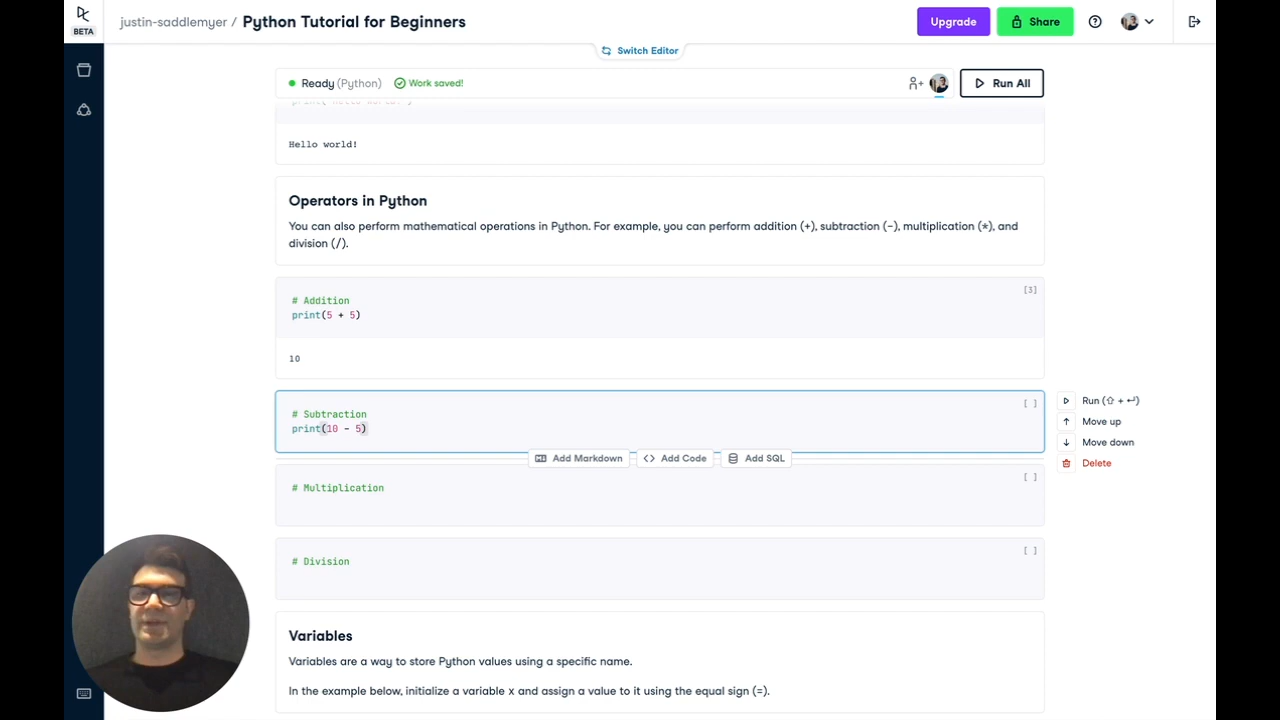 BETA
justin-saddlemyer / Python Tutorial for Beginners
Upgrade
Share
Switch Editor
Ready (Python)
Work saved!
Run All
print("Hello world!")
Hello world!
Operators in Python
You can also perform mathematical operations in Python. For example, you can perform addition (+), subtraction (-), multiplication (*), and
division (/).
[3]
# Addition
print(5 + 5)
10
[ ]
# Subtraction
print(10 - 5)
Run (⇧ + ↵)
Move up
Move down
Delete
Add Markdown
Add Code
Add SQL
[ ]
# Multiplication
[ ]
# Division
Variables
Variables are a way to store Python values using a specific name.
In the example below, initialize a variable x and assign a value to it using the equal sign (=).